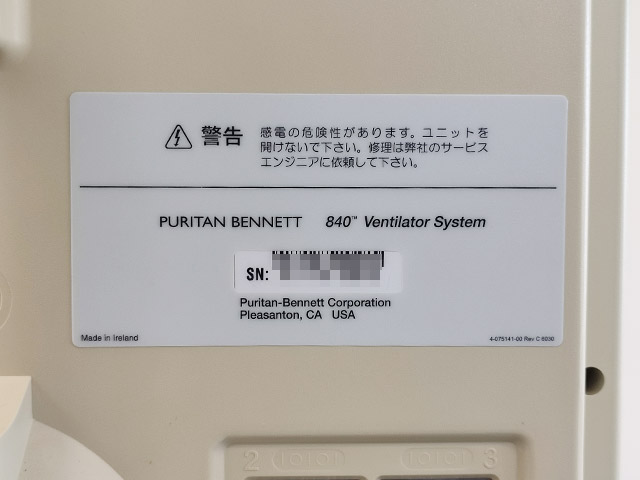 警告
感電の危険性があります。ユニットを
開けないで下さい。修理は弊社のサービス
エンジニアに依頼して下さい。
PURITAN BENNETT 840™ Ventilator System
SN:
Puritan-Bennett Corporation
Pleasanton, CA USA
Made in Ireland
4-075141-00 Rev C 6030
2 IOIOI 3